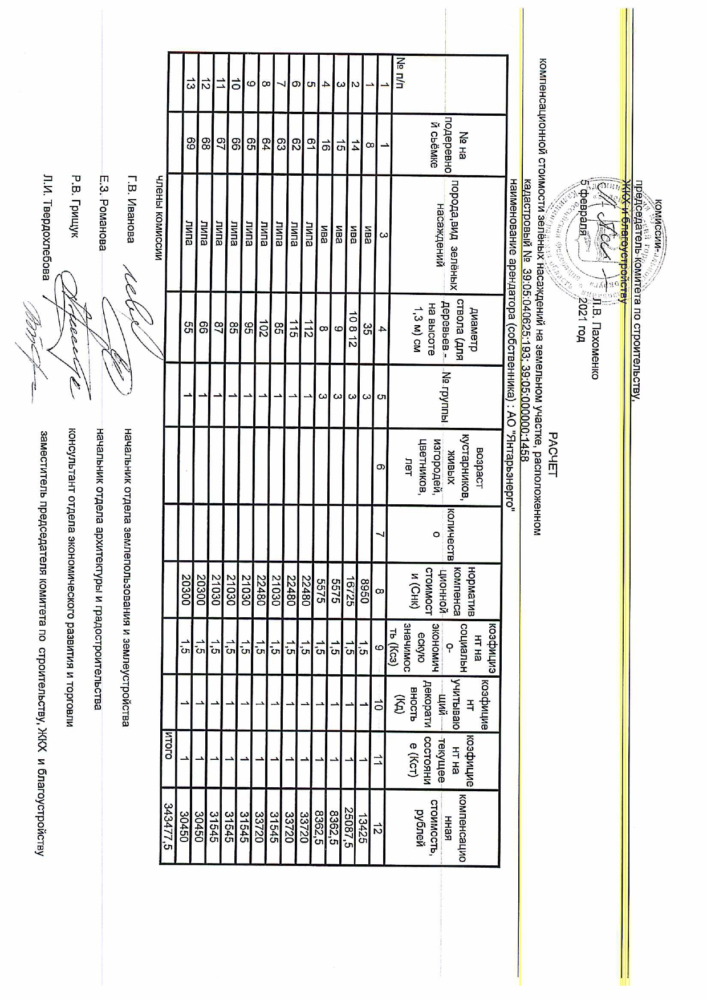 комиссии-
председатель комитета по строительству,
ЖКХ и благоустройству
Л.В. Пахоменко
5 февраля 2021 год
РАСЧЕТ
компенсационной стоимости зелёных насаждений на земельном участке, расположенном
кадастровый № 39:05:040625:193; 39:05:000000:1458
наименование арендатора (собственника) : АО "Янтарьэнерго"
№ п/п | № на подеревной сьёмке | порода,вид зелёных насаждений | диаметр ствола (для деревьев - на высоте 1,3 м) см | № группы | возраст кустарников, живых изгородей, цветников, лет | количество | норматив компенсационной стоимости (Снк) | коэфициэнт на социально-экономическую значимость (Ксз) | коэфициент учитывающий декоративность (Кд) | коэфициент на текущее состояние (Кст) | компенсационная стоимость, рублей
1 | 1 | 3 | 4 | 5 | 6 | 7 | 8 | 9 | 10 | 11 | 12
1 | 8 | ива | 35 | 3 | | | 8950 | 1,5 | 1 | 1 | 13425
2 | 14 | ива | 10 8 12 | 3 | | | 16725 | 1,5 | 1 | 1 | 25087,5
3 | 15 | ива | 9 | 3 | | | 5575 | 1,5 | 1 | 1 | 8362,5
4 | 16 | ива | 8 | 3 | | | 5575 | 1,5 | 1 | 1 | 8362,5
5 | 61 | липа | 112 | 1 | | | 22480 | 1,5 | 1 | 1 | 33720
6 | 62 | липа | 115 | 1 | | | 22480 | 1,5 | 1 | 1 | 33720
7 | 63 | липа | 85 | 1 | | | 21030 | 1,5 | 1 | 1 | 31545
8 | 64 | липа | 102 | 1 | | | 22480 | 1,5 | 1 | 1 | 33720
9 | 65 | липа | 95 | 1 | | | 21030 | 1,5 | 1 | 1 | 31545
10 | 66 | липа | 85 | 1 | | | 21030 | 1,5 | 1 | 1 | 31545
11 | 67 | липа | 87 | 1 | | | 21030 | 1,5 | 1 | 1 | 31545
12 | 68 | липа | 66 | 1 | | | 20300 | 1,5 | 1 | 1 | 30450
13 | 69 | липа | 55 | 1 | | | 20300 | 1,5 | 1 | 1 | 30450
итого | 343477,5
члены комиссии
Г.В. Иванова начальник отдела землепользования и землеустройства
Е.З. Романова начальник отдела архитектуры и градостроительства
Р.В. Грищук консультант отдела экономического развития и торговли
Л.И. Твердохлебова заместитель председателя комитета по строительству, ЖКХ и благоустройству